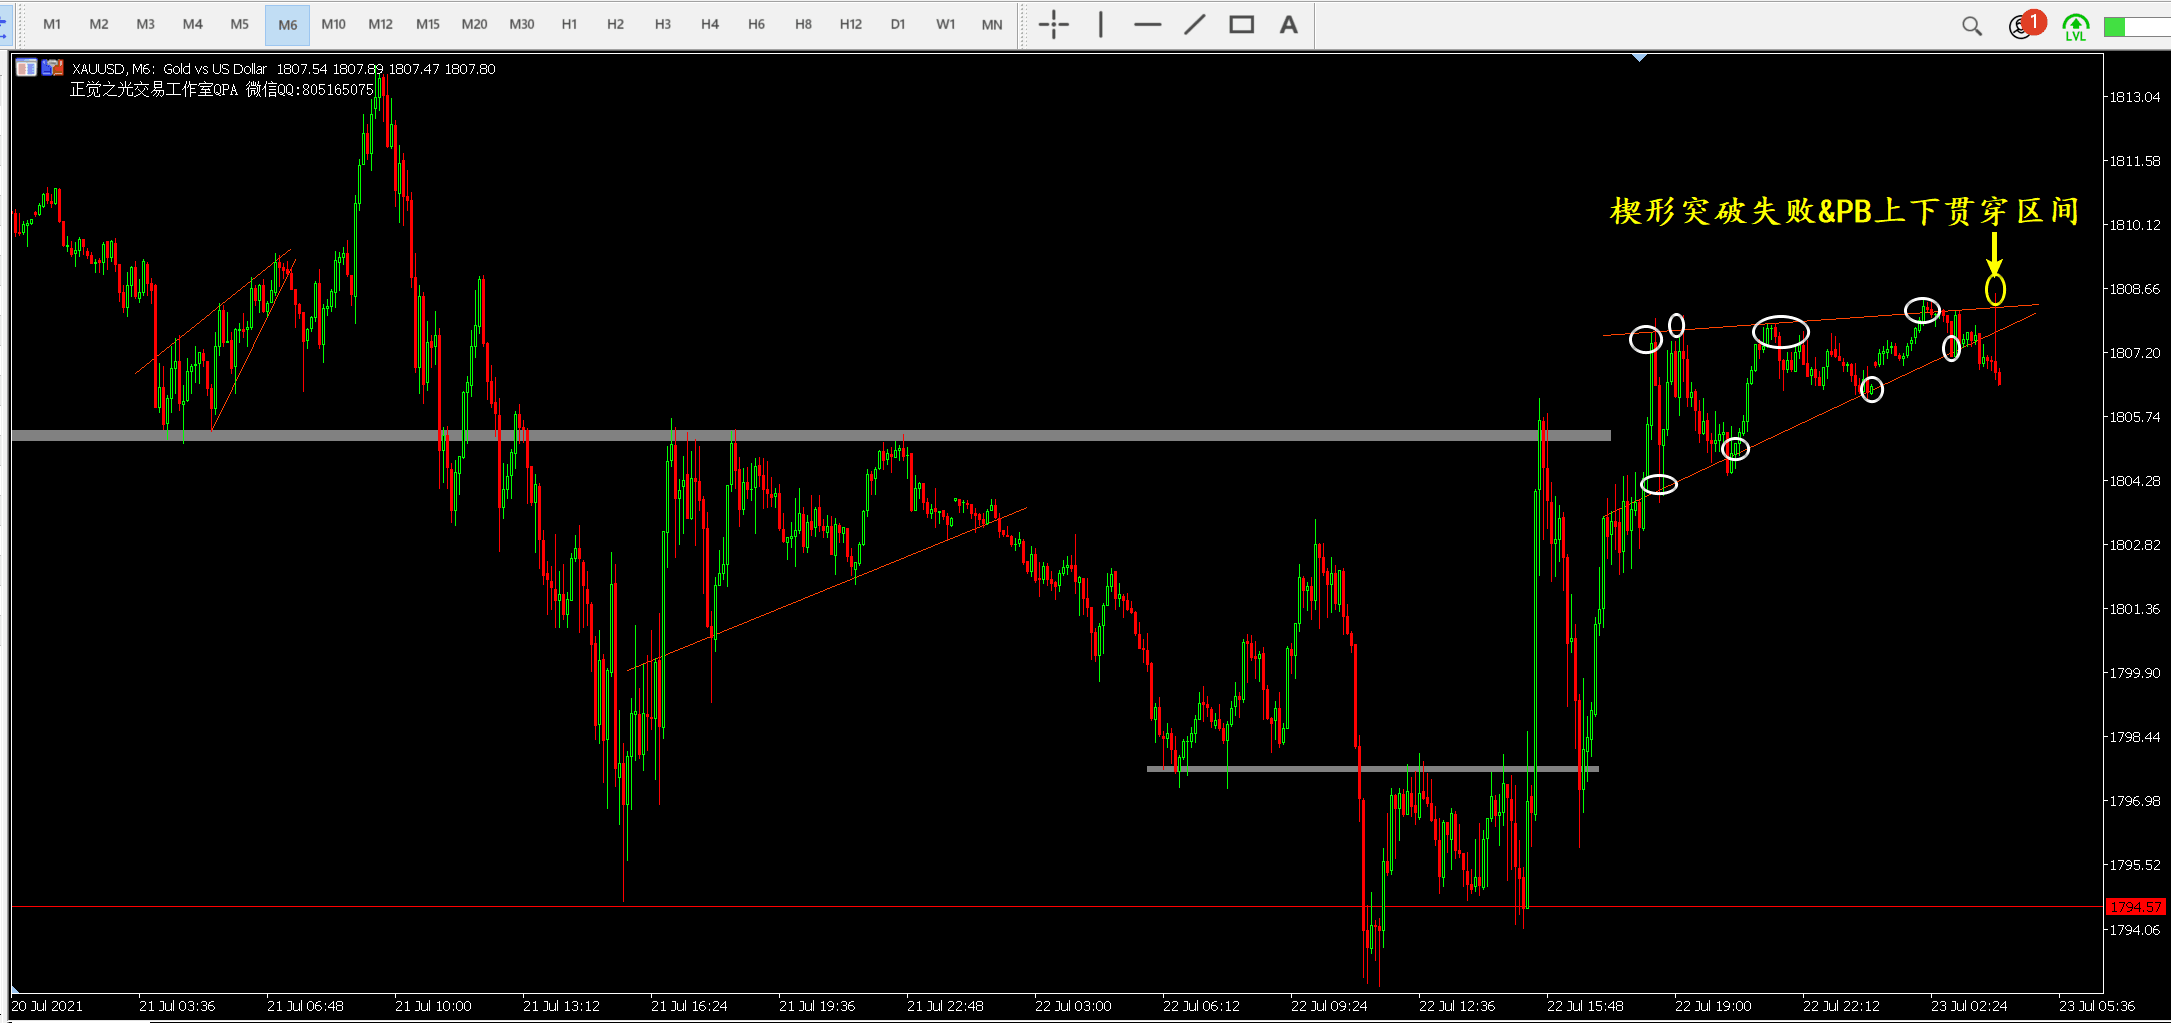 M1 M2 M3 M4 M5 M6 M10 M12 M15 M20 M30 H1 H2 H3 H4 H6 H8 H12 D1 W1 MN A 1
LVL
XAUUSD, M6: Gold vs US Dollar 1807.54 1807.89 1807.47 1807.80
正觉之光交易工作室QPA 微信QQ:805165075
1813.04
1811.58
楔形突破失败&PB上下贯穿区间
1810.12
1808.66
1807.20
1805.74
1804.28
1802.82
1801.36
1799.90
1798.44
1796.98
1795.52
1794.57
1794.06
20 Jul 2021 21 Jul 03:36 21 Jul 06:48 21 Jul 10:00 21 Jul 13:12 21 Jul 16:24 21 Jul 19:36 21 Jul 22:48 22 Jul 03:00 22 Jul 06:12 22 Jul 09:24 22 Jul 12:36 22 Jul 15:48 22 Jul 19:00 22 Jul 22:12 23 Jul 02:24 23 Jul 05:36